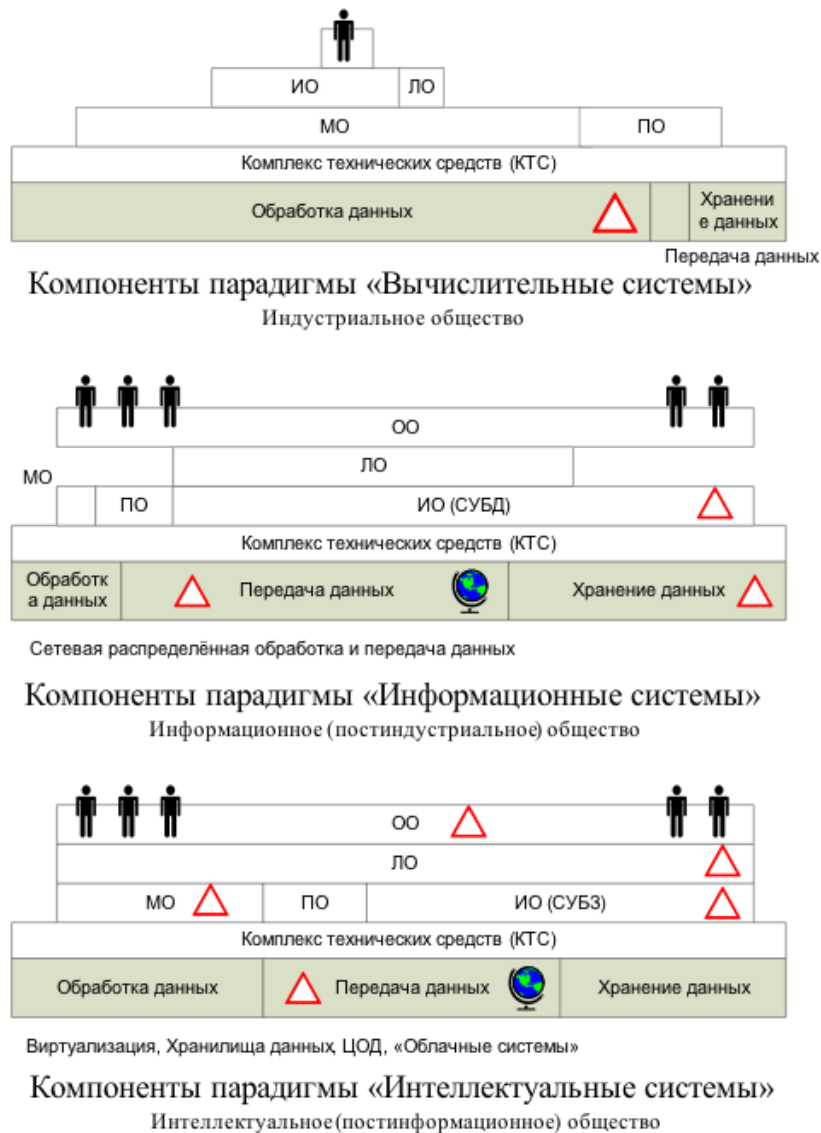 ИО ЛО
МО ПО
Комплекс технических средств (КТС)
Обработка данных
Хранени
е данных
Передача данных
Компоненты парадигмы «Вычислительные системы»
Индустриальное общество
ОО
ЛО
МО
ПО ИО (СУБД)
Комплекс технических средств (КТС)
Обработк
а данных
Передача данных
Хранение данных
Сетевая распределённая обработка и передача данных
Компоненты парадигмы «Информационные системы»
Информационное (постиндустриальное) общество
ОО
ЛО
МО ПО ИО (СУБЗ)
Комплекс технических средств (КТС)
Обработка данных Передача данных Хранение данных
Виртуализация, Хранилища данных, ЦОД, «Облачные системы»
Компоненты парадигмы «Интеллектуальные системы»
Интеллектуальное (постинформационное) общество